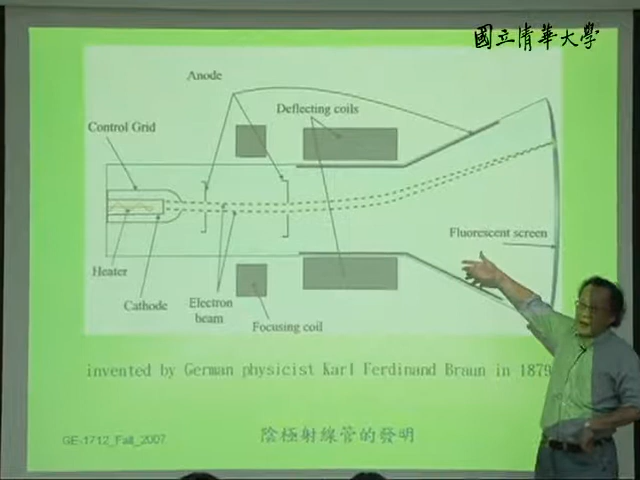 國立清華大學
Anode
Deflecting coils
Control Grid
Fluorescent screen
Heater
Cathode
Electron
beam
Focusing coil
invented by German physicist Karl Ferdinand Braun in 1879
GE-1712_Fall_2007
陰極射線管的發明